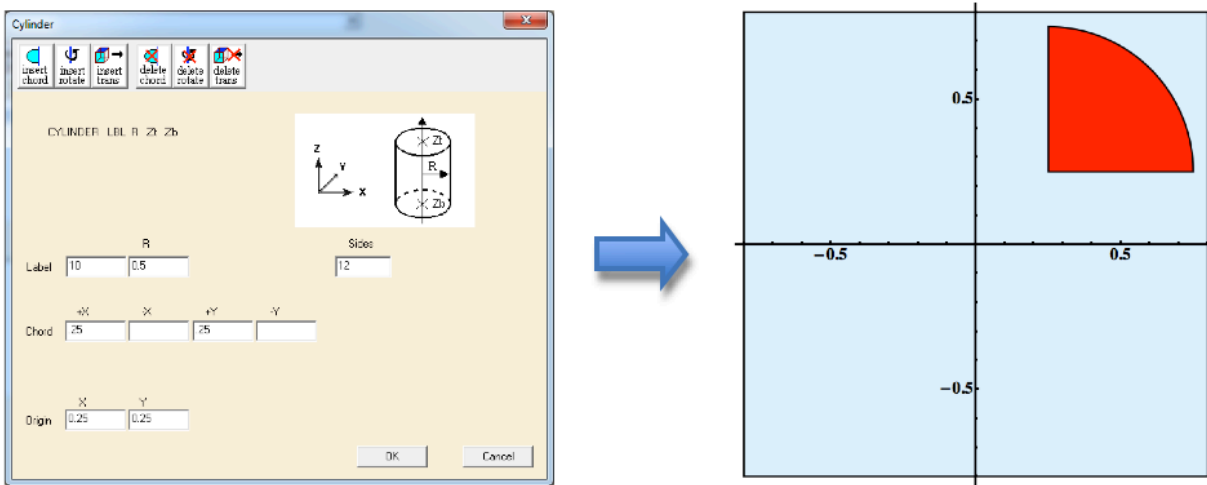 Cylinder
x
insert chord insert rotate insert trans delete chord delete rotate delete trans
CYLINDER LBL R Zt Zb
Z Y X
Zt
R
Zb
R Sides
Label 10 0.5 12
+X -X +Y -Y
Chord .25 .25
X Y
Origin 0.25 0.25
OK Cancel
0.5
-0.5 0.5
-0.5